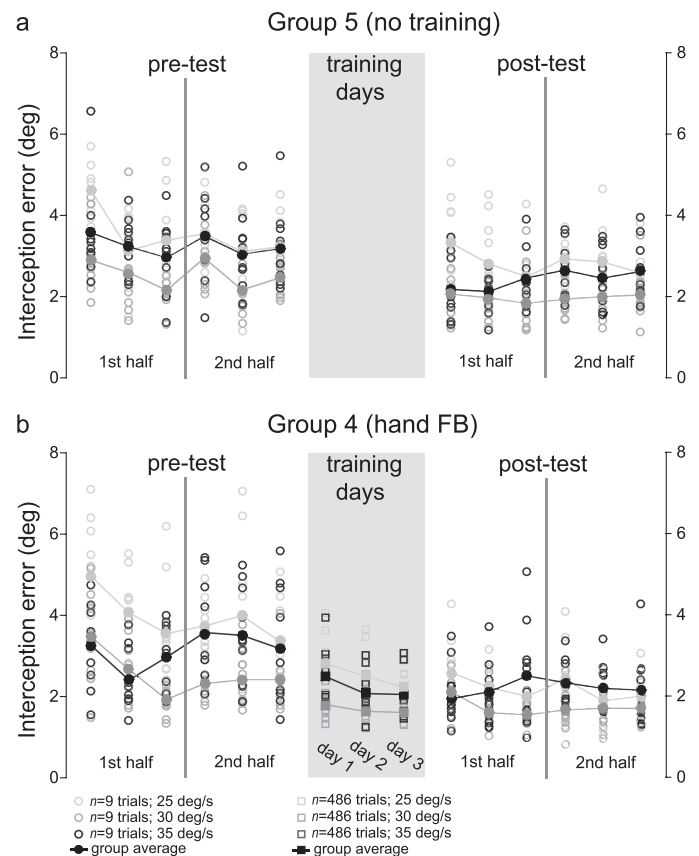 a
Group 5 (no training)
pre-test
training
days
post-test
Interception error (deg)
8
6
4
2
0
8
6
4
2
0
1st half
2nd half
1st half
2nd half
b
Group 4 (hand FB)
pre-test
training
days
post-test
Interception error (deg)
8
6
4
2
0
8
6
4
2
0
1st half
2nd half
day 1
day 2
day 3
1st half
2nd half
n=9 trials; 25 deg/s
n=9 trials; 30 deg/s
n=9 trials; 35 deg/s
group average
n=486 trials; 25 deg/s
n=486 trials; 30 deg/s
n=486 trials; 35 deg/s
group average